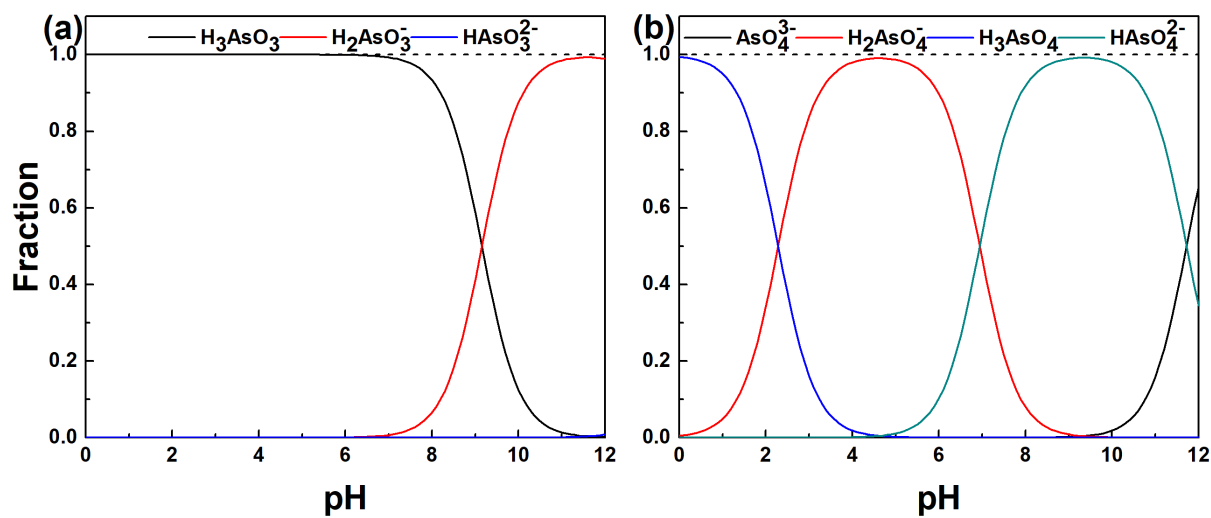 (a)
H₃AsO₃ H₂AsO₃⁻ HAsO₃²⁻
1.0
0.8
0.6
0.4
0.2
0.0
0 2 4 6 8 10 12
Fraction
pH
(b)
AsO₄³⁻ H₂AsO₄⁻ H₃AsO₄ HAsO₄²⁻
1.0
0.8
0.6
0.4
0.2
0.0
0 2 4 6 8 10 12
pH